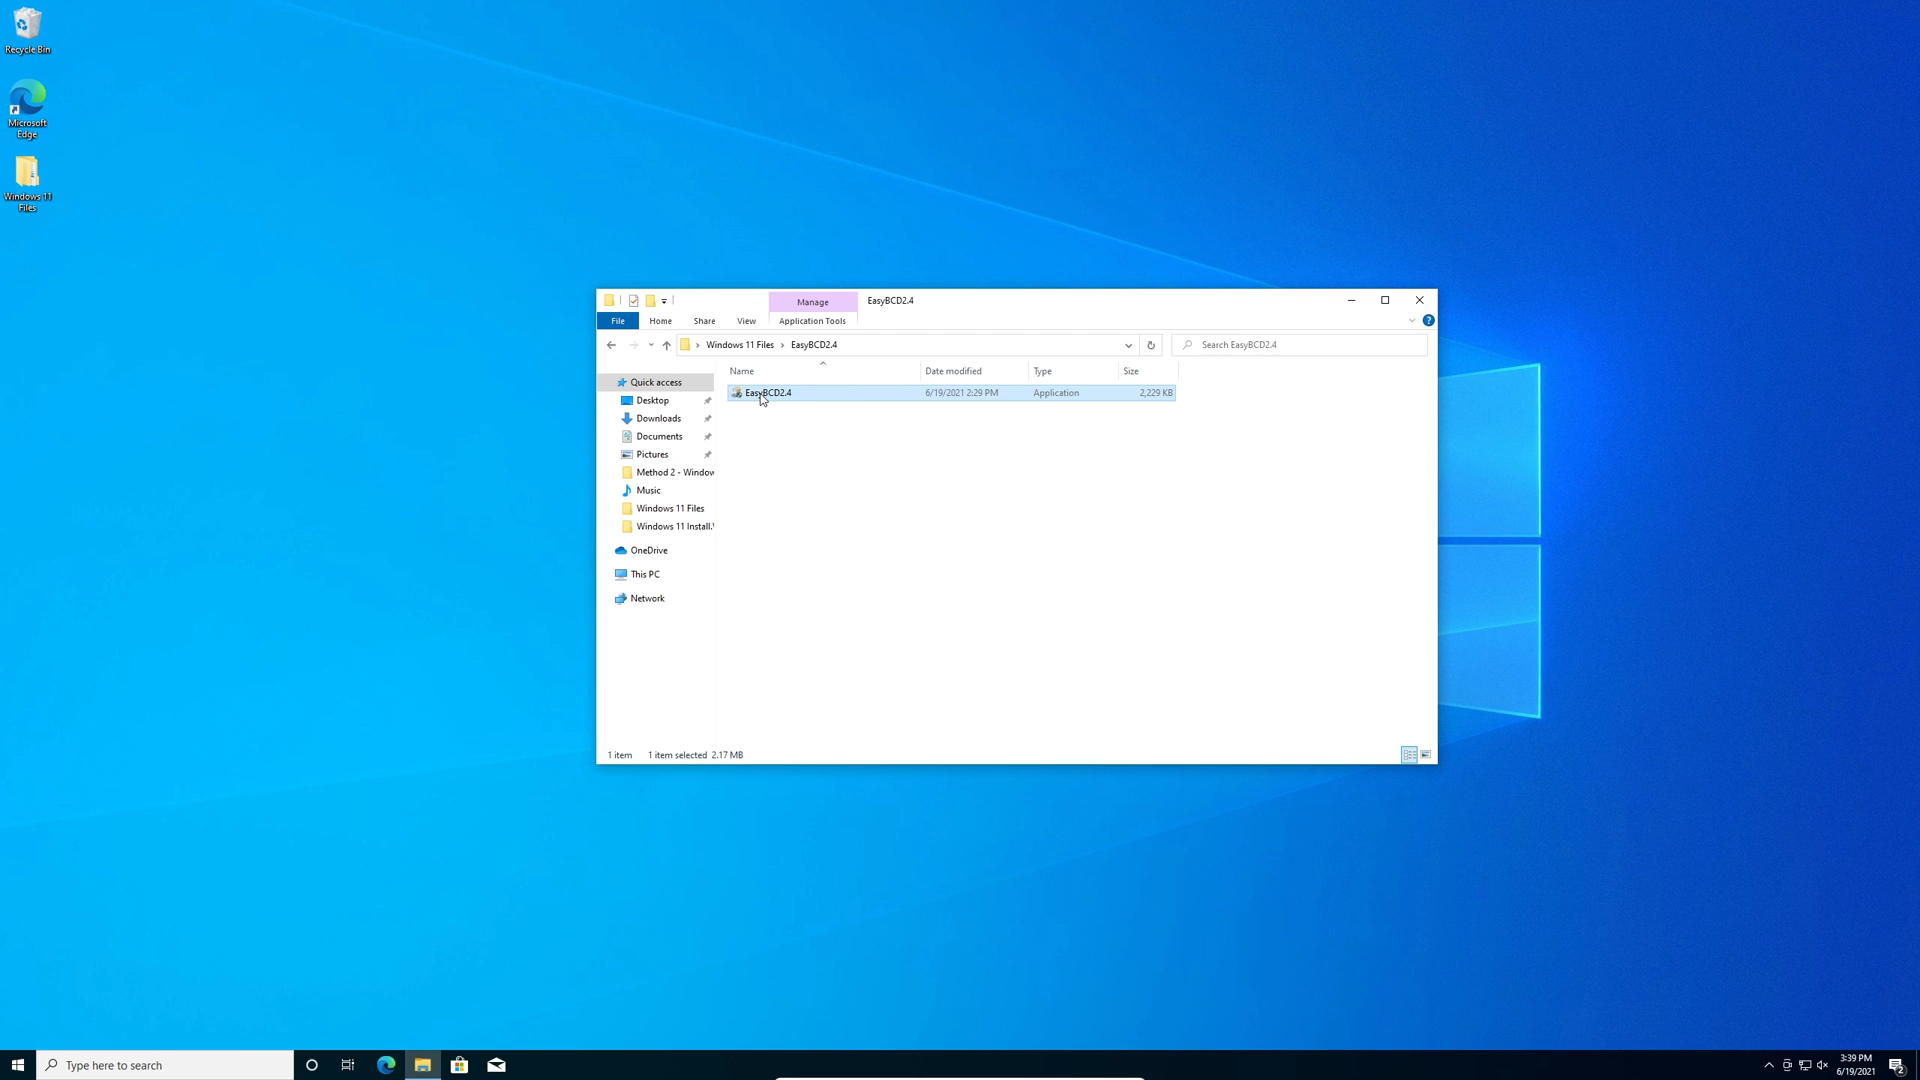 Recycle Bin
Microsoft
Edge
Windows 11
Files
Manage
EasyBCD2.4
File
Home
Share
View
Application Tools
Windows 11 Files
EasyBCD2.4
Search EasyBCD2.4
Name
Date modified
Type
Size
Quick access
Desktop
Downloads
Documents
Pictures
Method 2 - Window
Music
Windows 11 Files
Windows 11 Install.
OneDrive
This PC
Network
EasyBCD2.4
6/19/2021 2:29 PM
Application
2,229 KB
1 item
1 item selected 2.17 MB
Type here to search
3:39 PM
6/19/2021
2